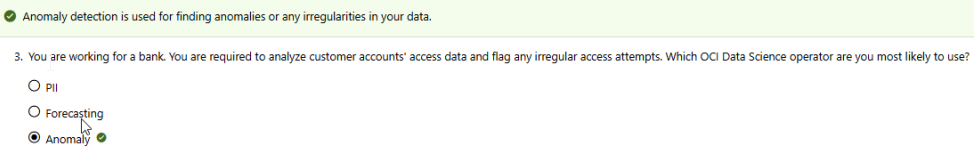 Anomaly detection is used for finding anomalies or any irregularities in your data.
3. You are working for a bank. You are required to analyze customer accounts' access data and flag any irregular access attempts. Which OCI Data Science operator are you most likely to use?
PII
Forecasting
Anomaly